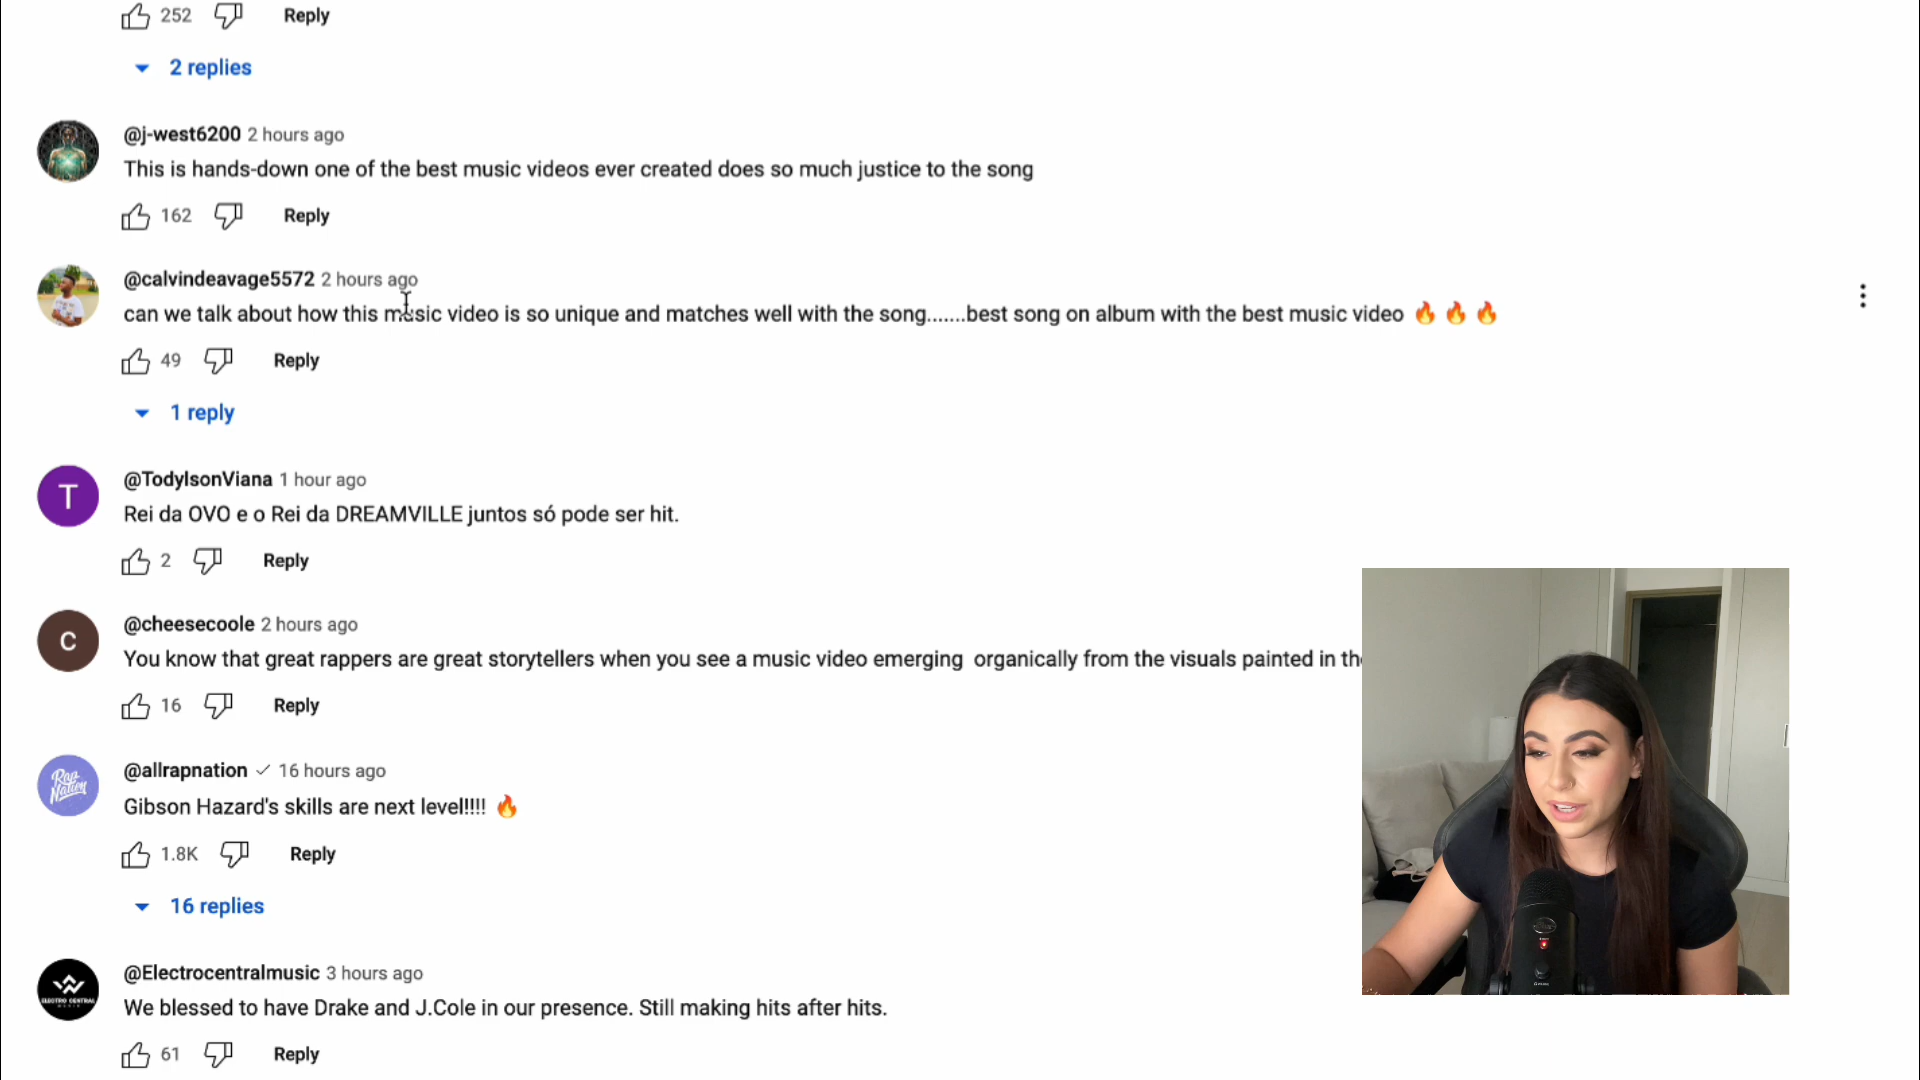 252 Reply
2 replies
@j-west6200 2 hours ago
This is hands-down one of the best music videos ever created does so much justice to the song
162 Reply
@calvindeavage5572 2 hours ago
can we talk about how this music video is so unique and matches well with the song.......best song on album with the best music video 🔥🔥🔥
49 Reply
1 reply
T
@TodylsonViana 1 hour ago
Rei da OVO e o Rei da DREAMVILLE juntos só pode ser hit.
2 Reply
C
@cheesecoole 2 hours ago
You know that great rappers are great storytellers when you see a music video emerging organically from the visuals painted in
16 Reply
Rap Nation
@allrapnation 16 hours ago
Gibson Hazard's skills are next level!!!! 🔥
1.8K Reply
16 replies
ELECTRO CENTRAL
@Electrocentralmusic 3 hours ago
We blessed to have Drake and J.Cole in our presence. Still making hits after hits.
61 Reply